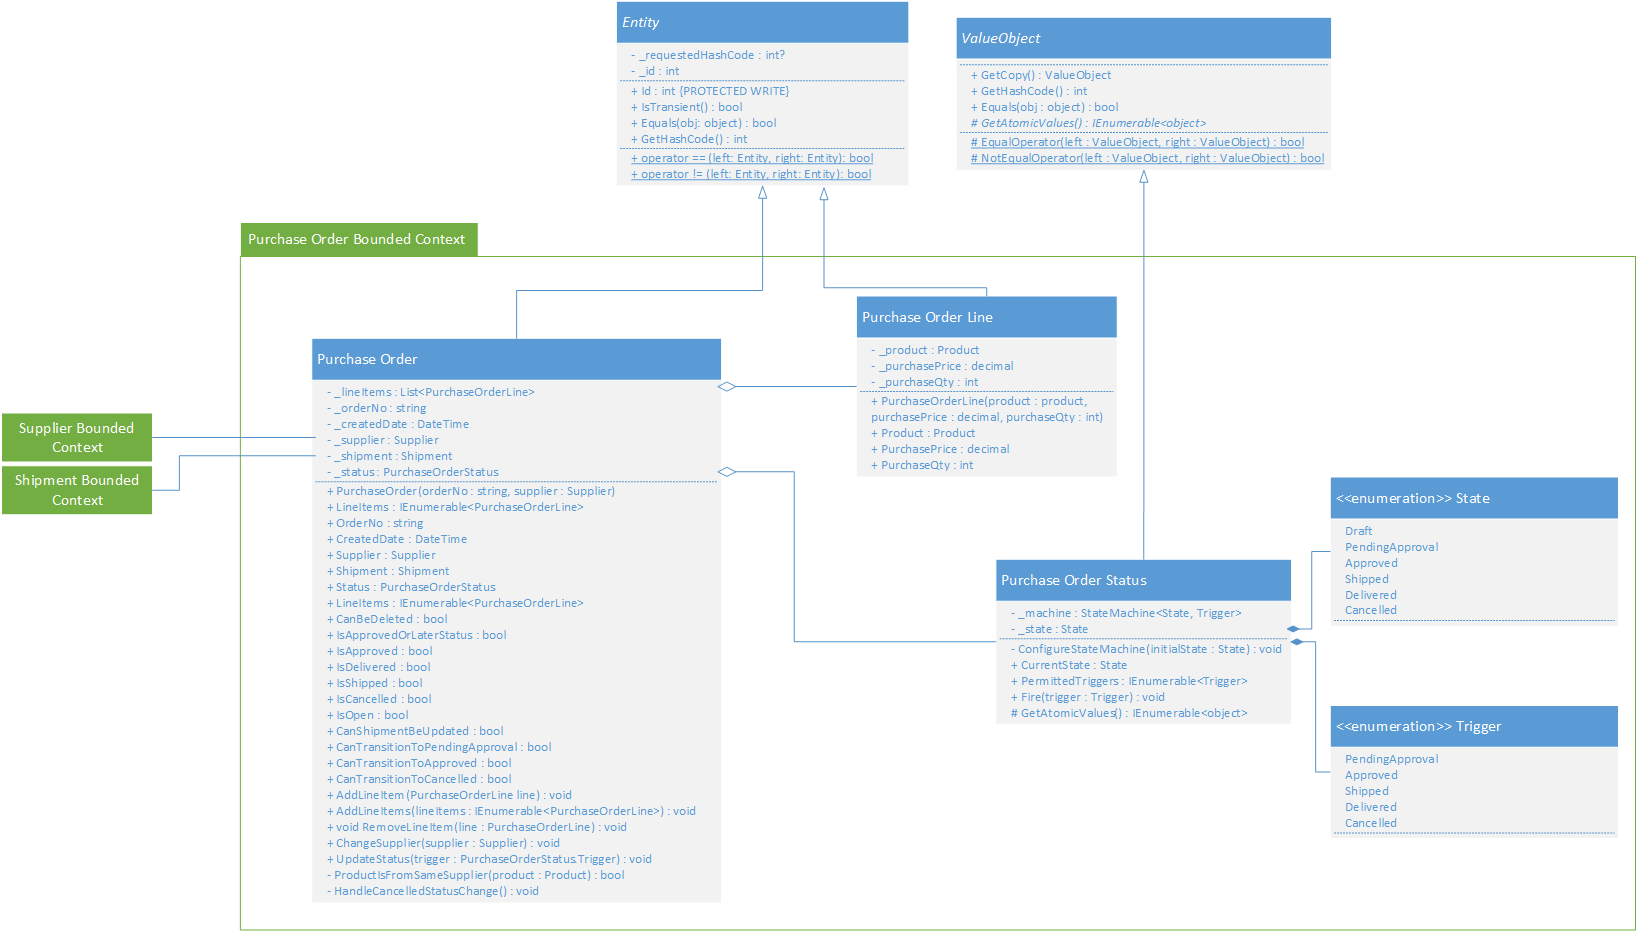 Entity
- _requestedHashCode : int?
- _id : int
+ Id : int {PROTECTED WRITE}
+ IsTransient() : bool
+ Equals(obj: object) : bool
+ GetHashCode() : int
+ operator == (left: Entity, right: Entity): bool
+ operator != (left: Entity, right: Entity): bool
ValueObject
+ GetCopy() : ValueObject
+ GetHashCode() : int
+ Equals(obj : object) : bool
# GetAtomicValues() : IEnumerable<object>
# EqualOperator(left : ValueObject, right : ValueObject) : bool
# NotEqualOperator(left : ValueObject, right : ValueObject) : bool
Purchase Order Bounded Context
Supplier Bounded
Context
Shipment Bounded
Context
Purchase Order
- _lineItems : List<PurchaseOrderLine>
- _orderNo : string
- _createdDate : DateTime
- _supplier : Supplier
- _shipment : Shipment
- _status : PurchaseOrderStatus
+ PurchaseOrder(orderNo : string, supplier : Supplier)
+ LineItems : IEnumerable<PurchaseOrderLine>
+ OrderNo : string
+ CreatedDate : DateTime
+ Supplier : Supplier
+ Shipment : Shipment
+ Status : PurchaseOrderStatus
+ LineItems : IEnumerable<PurchaseOrderLine>
+ CanBeDeleted : bool
+ IsApprovedOrLaterStatus : bool
+ IsApproved : bool
+ IsDelivered : bool
+ IsShipped : bool
+ IsCancelled : bool
+ IsOpen : bool
+ CanShipmentBeUpdated : bool
+ CanTransitionToPendingApproval : bool
+ CanTransitionToApproved : bool
+ CanTransitionToCancelled : bool
+ AddLineItem(PurchaseOrderLine line) : void
+ AddLineItems(lineItems : IEnumerable<PurchaseOrderLine>) : void
+ void RemoveLineItem(line : PurchaseOrderLine) : void
+ ChangeSupplier(supplier : Supplier) : void
+ UpdateStatus(trigger : PurchaseOrderStatus.Trigger) : void
- ProductIsFromSameSupplier(product : Product) : bool
- HandleCancelledStatusChange() : void
Purchase Order Line
- _product : Product
- _purchasePrice : decimal
- _purchaseQty : int
+ PurchaseOrderLine(product : product,
purchasePrice : decimal, purchaseQty : int)
+ Product : Product
+ PurchasePrice : decimal
+ PurchaseQty : int
Purchase Order Status
- _machine : StateMachine<State, Trigger>
- _state : State
- ConfigureStateMachine(initialState : State) : void
+ CurrentState : State
+ PermittedTriggers : IEnumerable<Trigger>
+ Fire(trigger : Trigger) : void
# GetAtomicValues() : IEnumerable<object>
<<enumeration>> State
Draft
PendingApproval
Approved
Shipped
Delivered
Cancelled
<<enumeration>> Trigger
PendingApproval
Approved
Shipped
Delivered
Cancelled